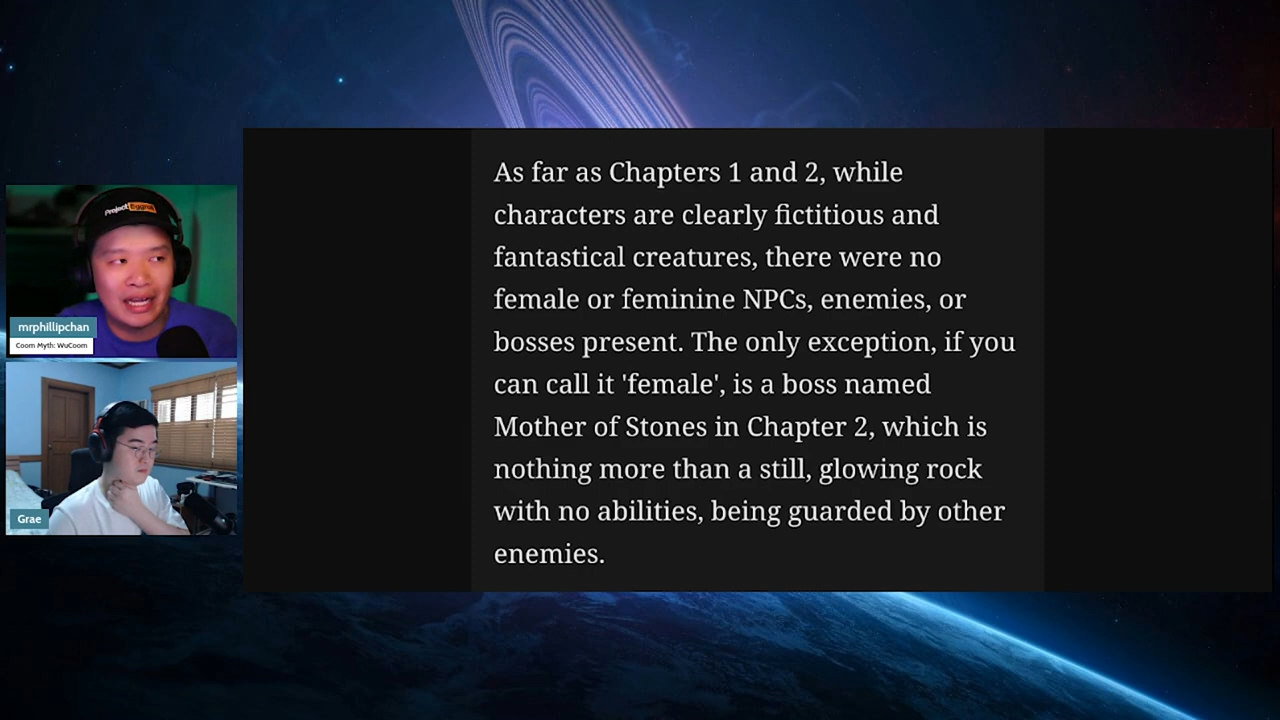 As far as Chapters 1 and 2, while
characters are clearly fictitious and
fantastical creatures, there were no
female or feminine NPCs, enemies, or
bosses present. The only exception, if you
can call it 'female', is a boss named
Mother of Stones in Chapter 2, which is
nothing more than a still, glowing rock
with no abilities, being guarded by other
enemies.
Project Eggroll
mrphillipchan
Coom Myth: WuCoom
Grae